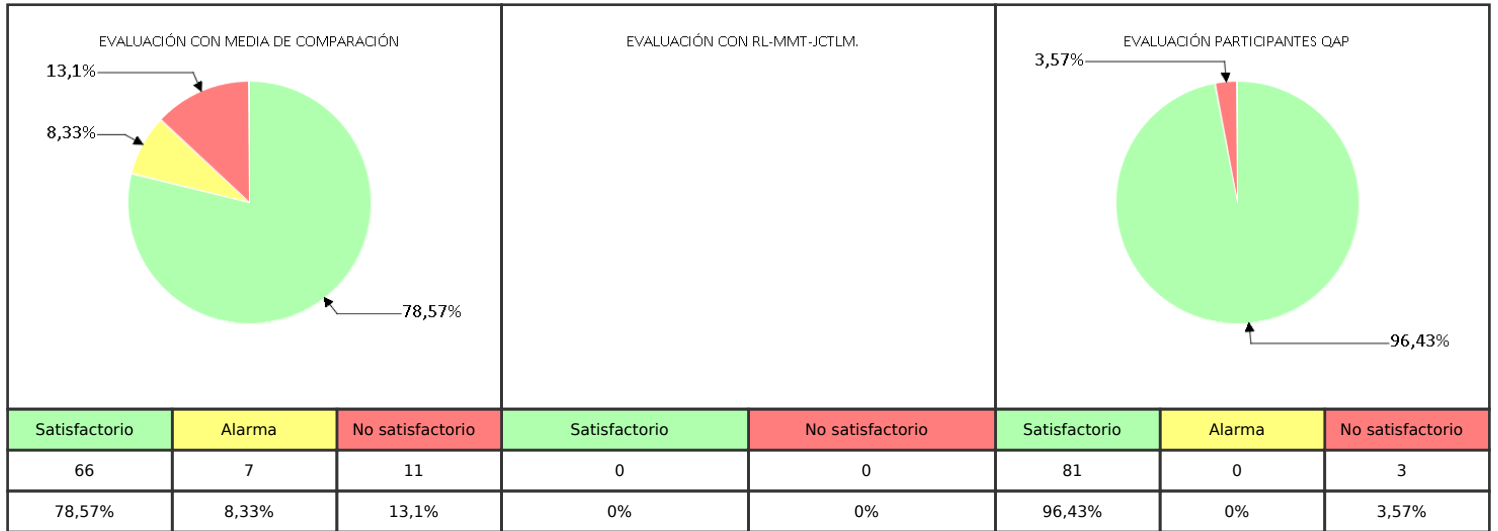 EVALUACIÓN CON MEDIA DE COMPARACIÓN
13,1%
8,33%
78,57%
EVALUACIÓN CON RL-MMT-JCTLM.
EVALUACIÓN PARTICIPANTES QAP
3,57%
96,43%
Satisfactorio Alarma No satisfactorio Satisfactorio No satisfactorio Satisfactorio Alarma No satisfactorio
66 7 11 0 0 81 0 3
78,57% 8,33% 13,1% 0% 0% 96,43% 0% 3,57%